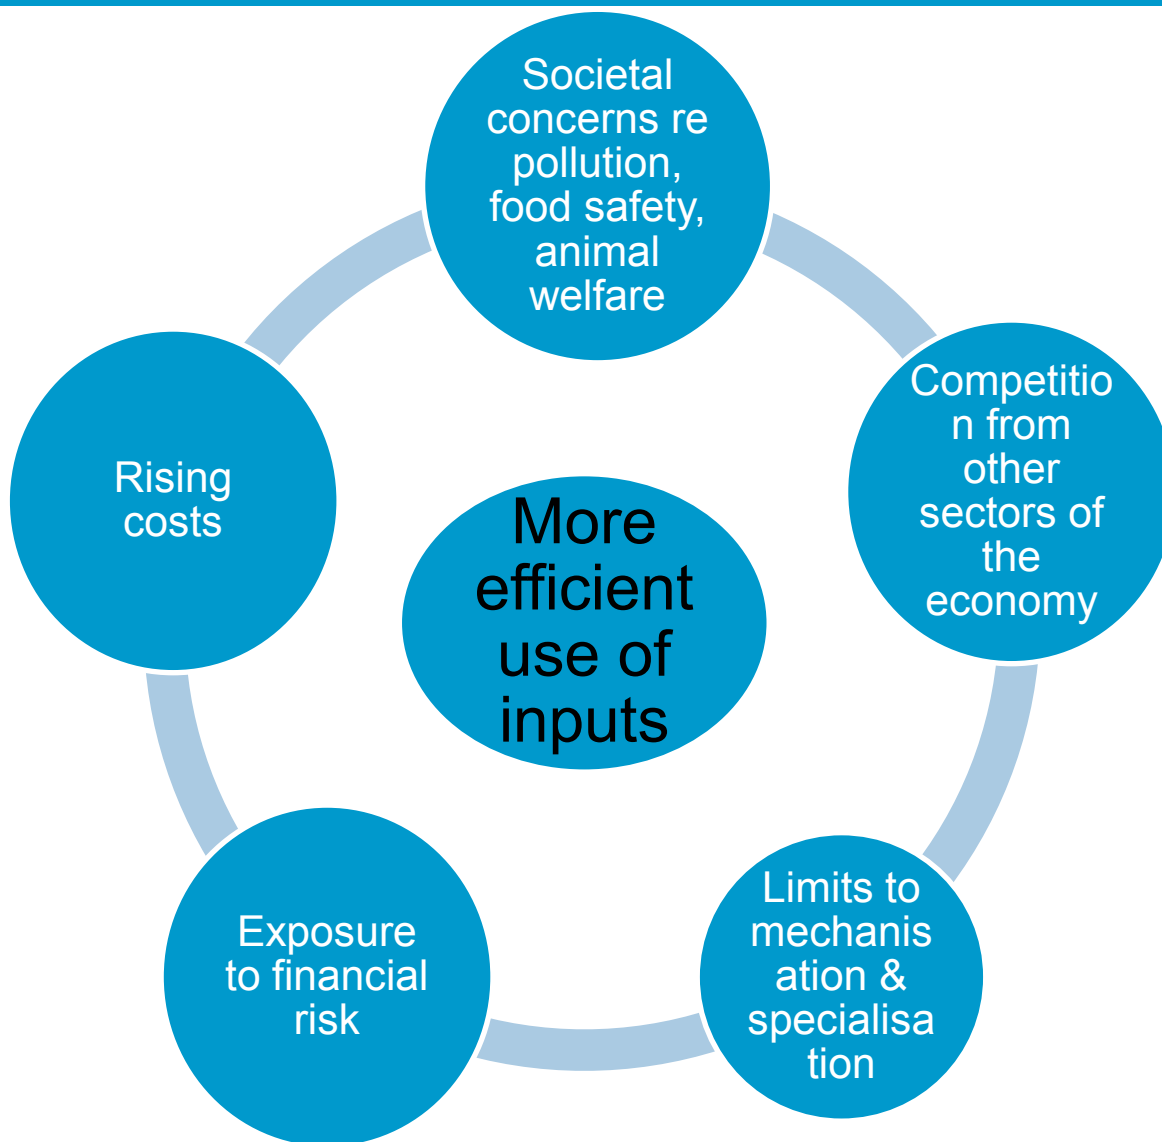 Societal
concerns re
pollution,
food safety,
animal
welfare
Competitio
n from
other
sectors of
the
economy
Rising
costs
More
efficient
use of
inputs
Limits to
mechanis
ation &
specialisa
tion
Exposure
to financial
risk